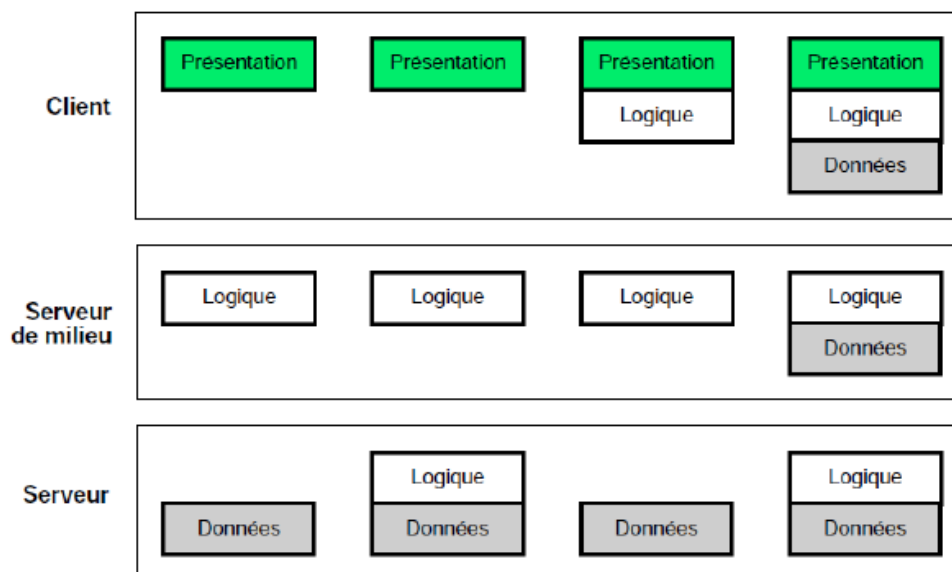 Présentation Présentation Présentation Présentation
Client
Logique Logique
Données
Logique Logique Logique Logique
Serveur
de milieu
Données
Logique Logique
Serveur
Données Données Données Données